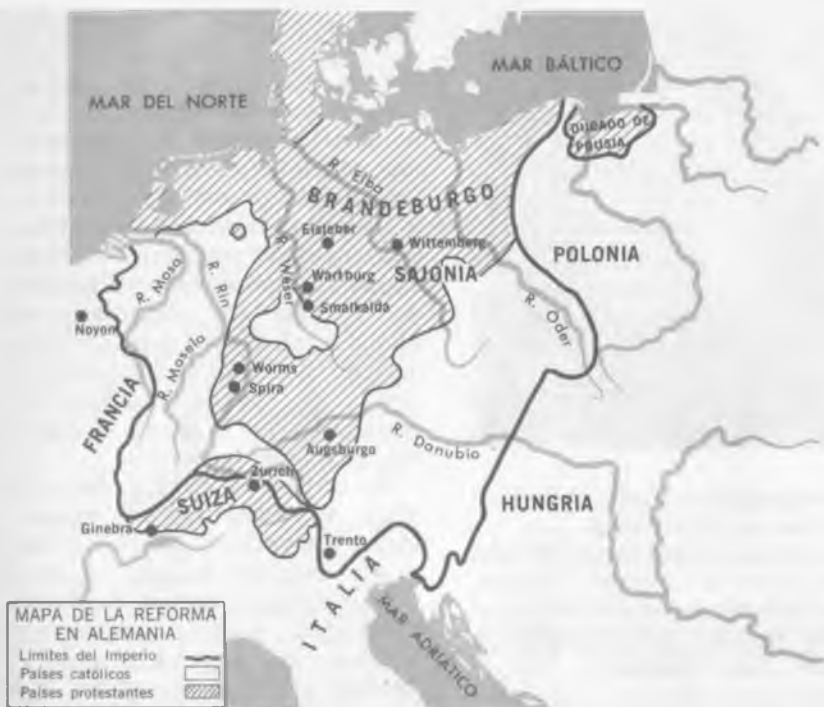 MAR DEL NORTE
MAR BÁLTICO
DUCADO DE
PRUSIA
R. Elba
BRANDEBURGO
Eisleber
Wittemberg
POLONIA
R. Mosa
R. Rin
R. Weser
Wartburg
SAJONIA
Smalkalda
R. Oder
Noyon
R. Mosela
Worms
Spira
FRANCIA
Augsburgo
R. Danubio
Zurich
SUIZA
HUNGRIA
Ginebra
Trento
ITALIA
MAR ADRIÁTICO
MAPA DE LA REFORMA
EN ALEMANIA
Límites del Imperio
Países católicos
Países protestantes